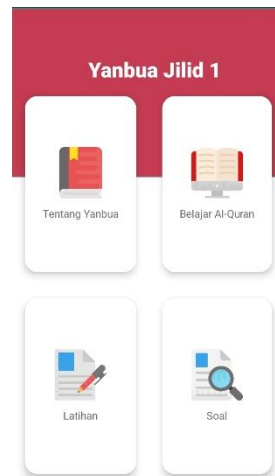 Yanbua Jilid 1
Tentang Yanbua
Belajar Al-Quran
Latihan
Soal